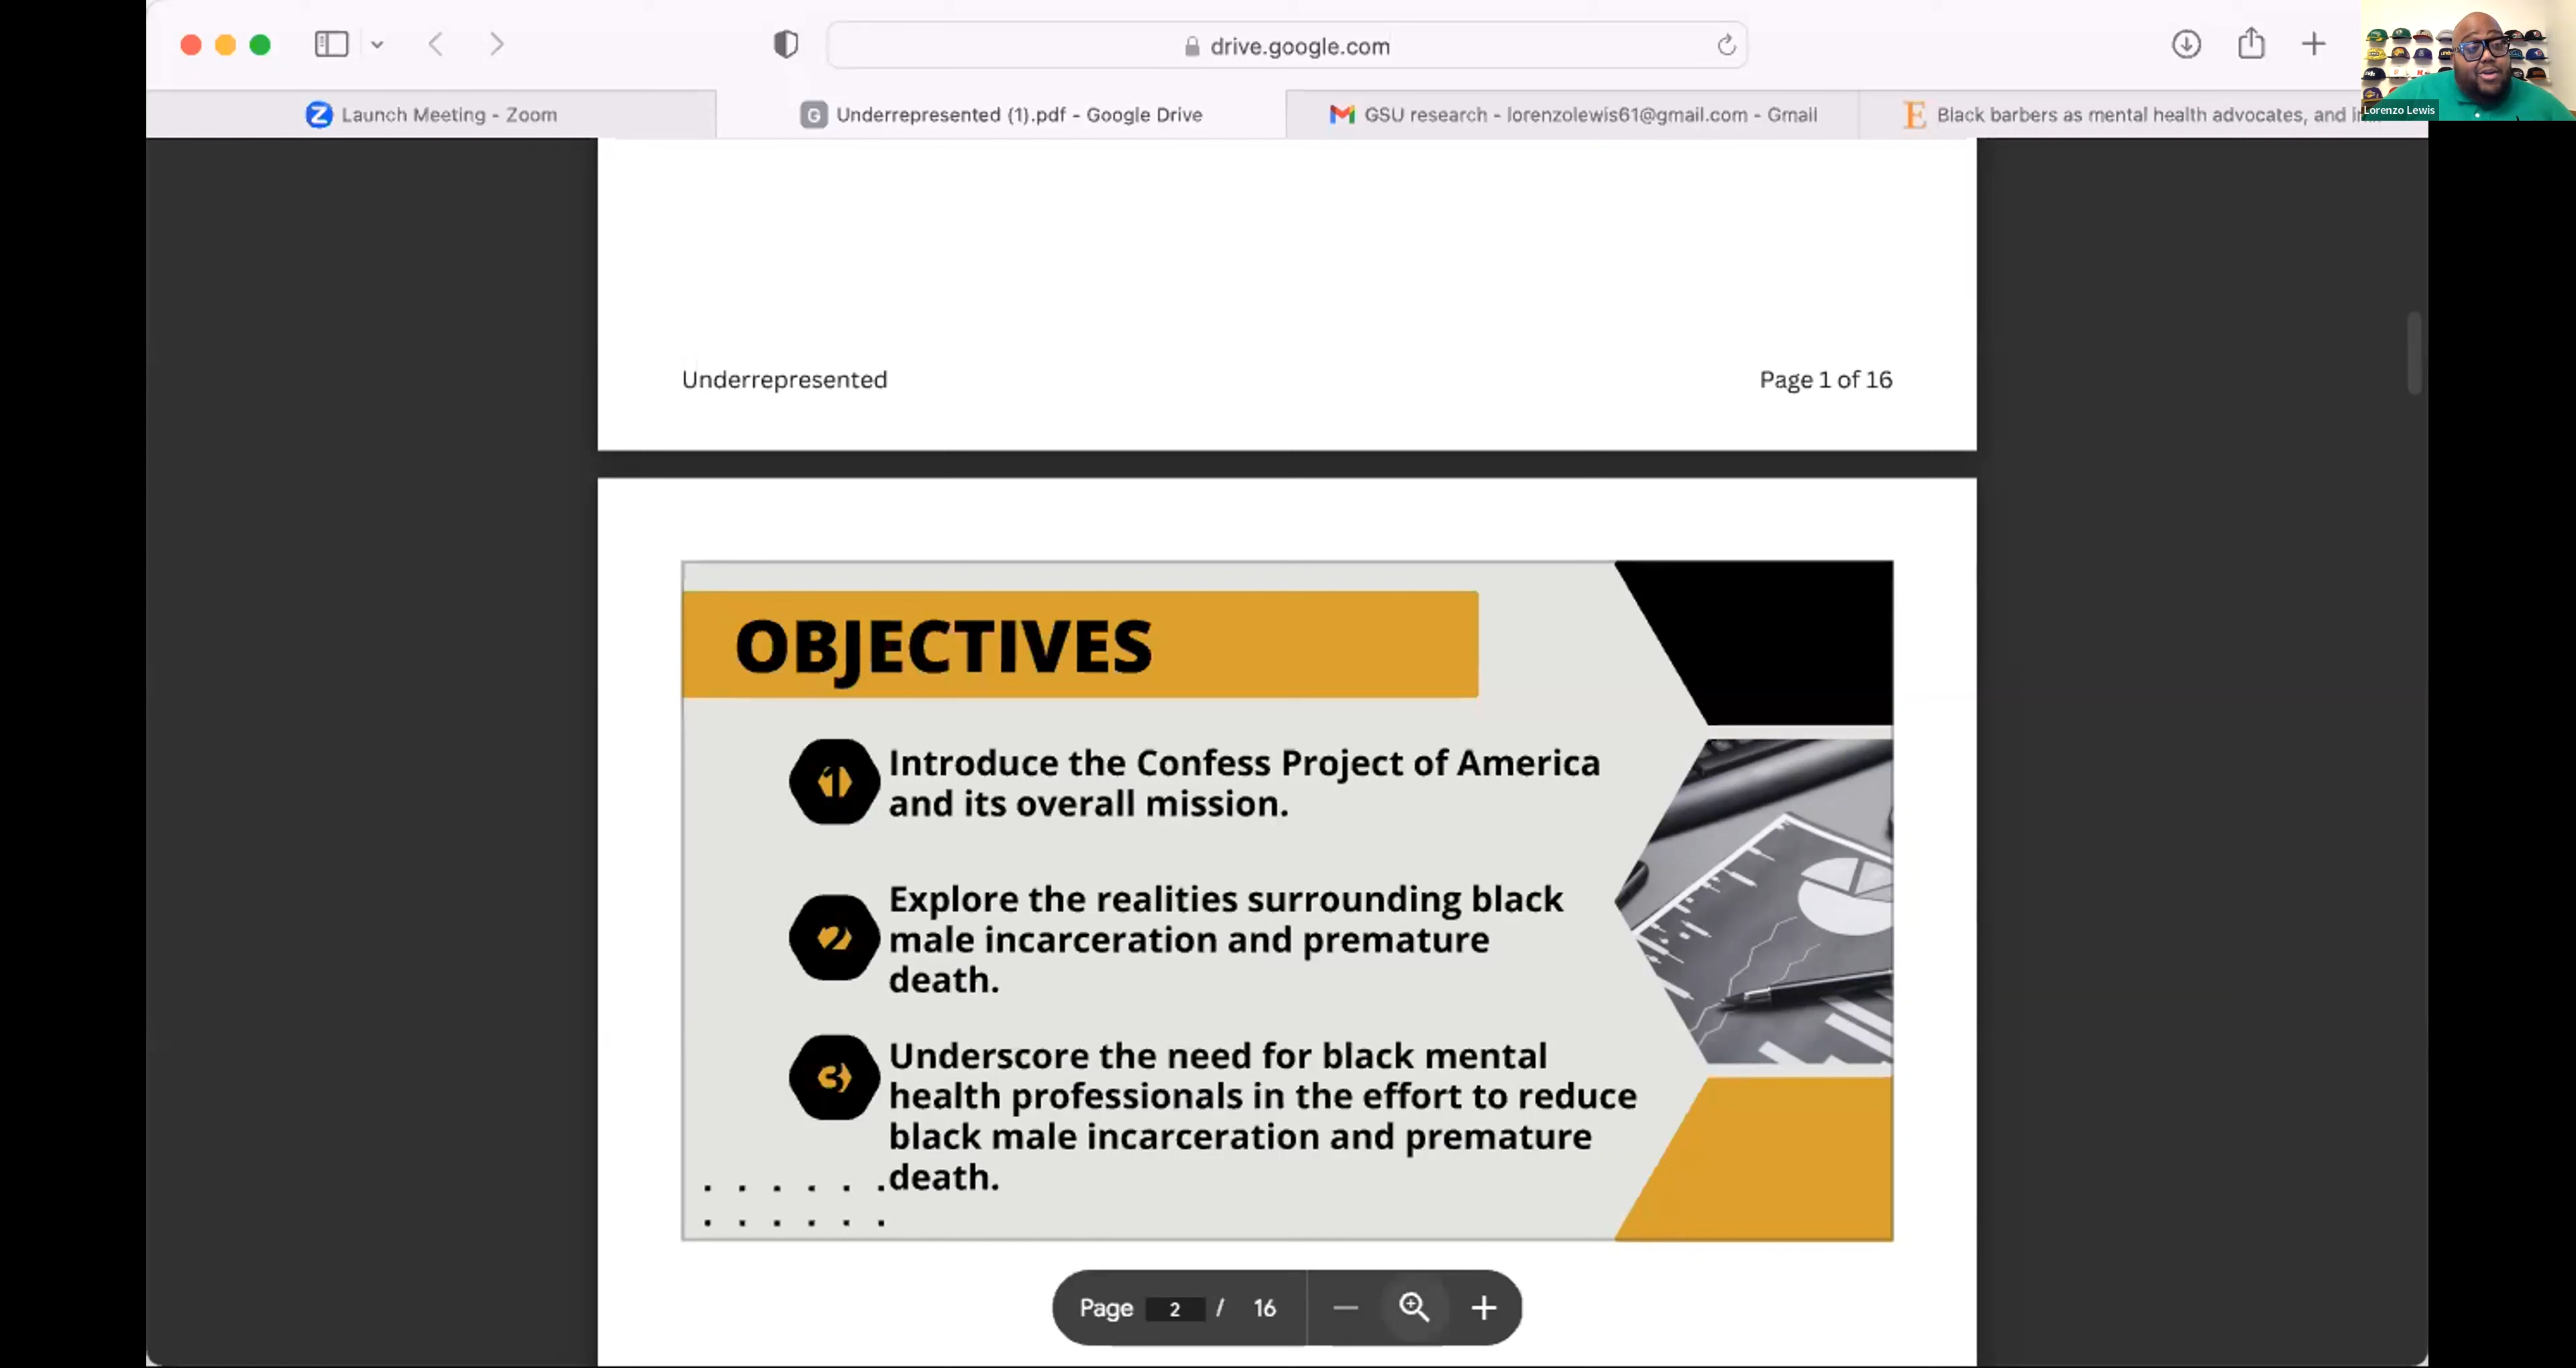 drive.google.com
Launch Meeting - Zoom
Underrepresented (1).pdf - Google Drive
GSU research - lorenzolewis61@gmail.com - Gmail
Black barbers as mental health advocates, and
Lorenzo Lewis
Underrepresented
Page 1 of 16
OBJECTIVES
1
Introduce the Confess Project of America
and its overall mission.
2
Explore the realities surrounding black
male incarceration and premature
death.
3
Underscore the need for black mental
health professionals in the effort to reduce
black male incarceration and premature
death.
Page 2 / 16